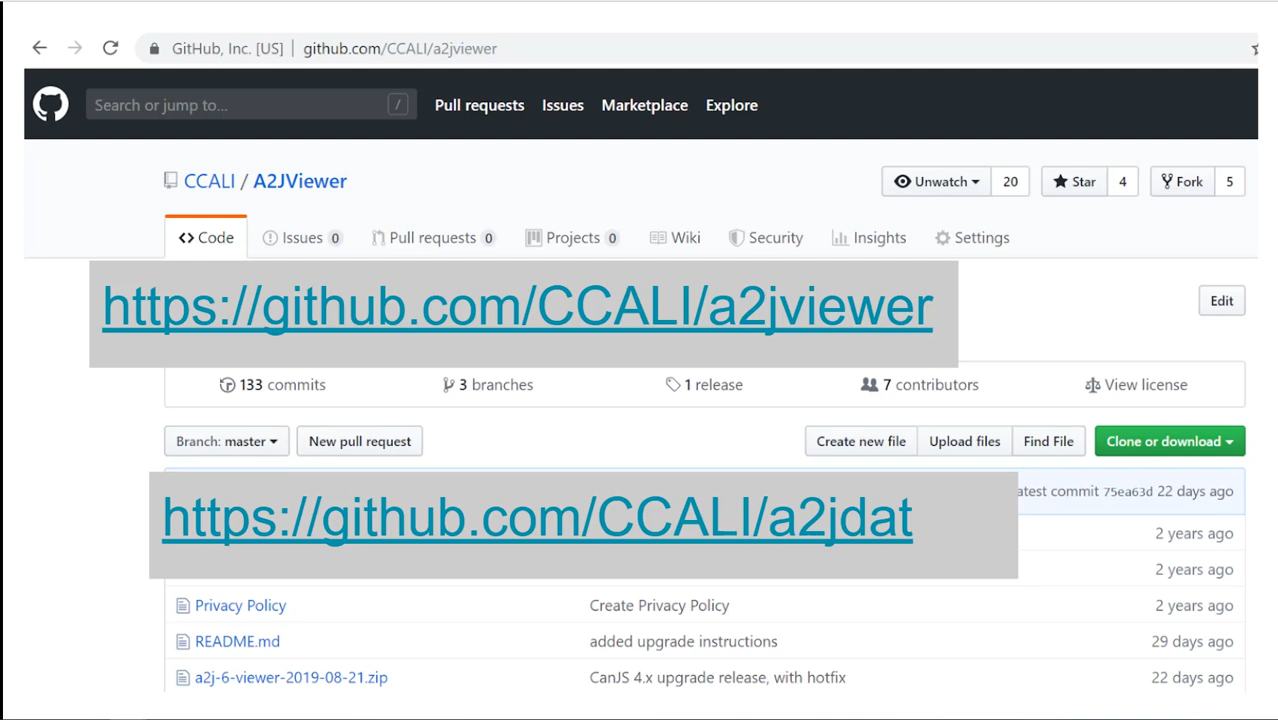 GitHub, Inc. [US] | github.com/CCALI/a2jviewer
Search or jump to... / Pull requests Issues Marketplace Explore
CCALI / A2JViewer Unwatch 20 Star 4 Fork 5
<> Code Issues 0 Pull requests 0 Projects 0 Wiki Security Insights Settings
https://github.com/CCALI/a2jviewer Edit
133 commits 3 branches 1 release 7 contributors View license
Branch: master New pull request Create new file Upload files Find File Clone or download
https://github.com/CCALI/a2jdat
atest commit 75ea63d 22 days ago
2 years ago
2 years ago
Privacy Policy Create Privacy Policy 2 years ago
README.md added upgrade instructions 29 days ago
a2j-6-viewer-2019-08-21.zip CanJS 4.x upgrade release, with hotfix 22 days ago